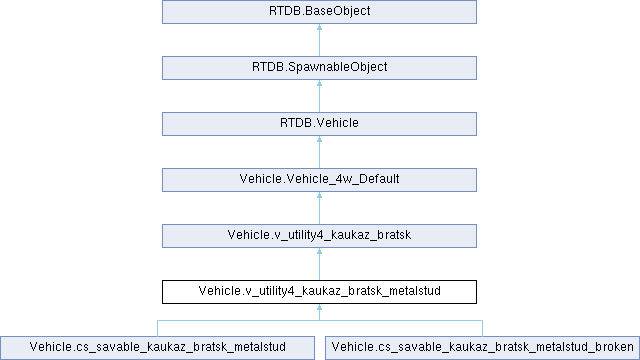 RTDB.BaseObject
RTDB.SpawnableObject
RTDB.Vehicle
Vehicle.Vehicle_4w_Default
Vehicle.v_utility4_kaukaz_bratsk
Vehicle.v_utility4_kaukaz_bratsk_metalstud
Vehicle.cs_savable_kaukaz_bratsk_metalstud
Vehicle.cs_savable_kaukaz_bratsk_metalstud_broken